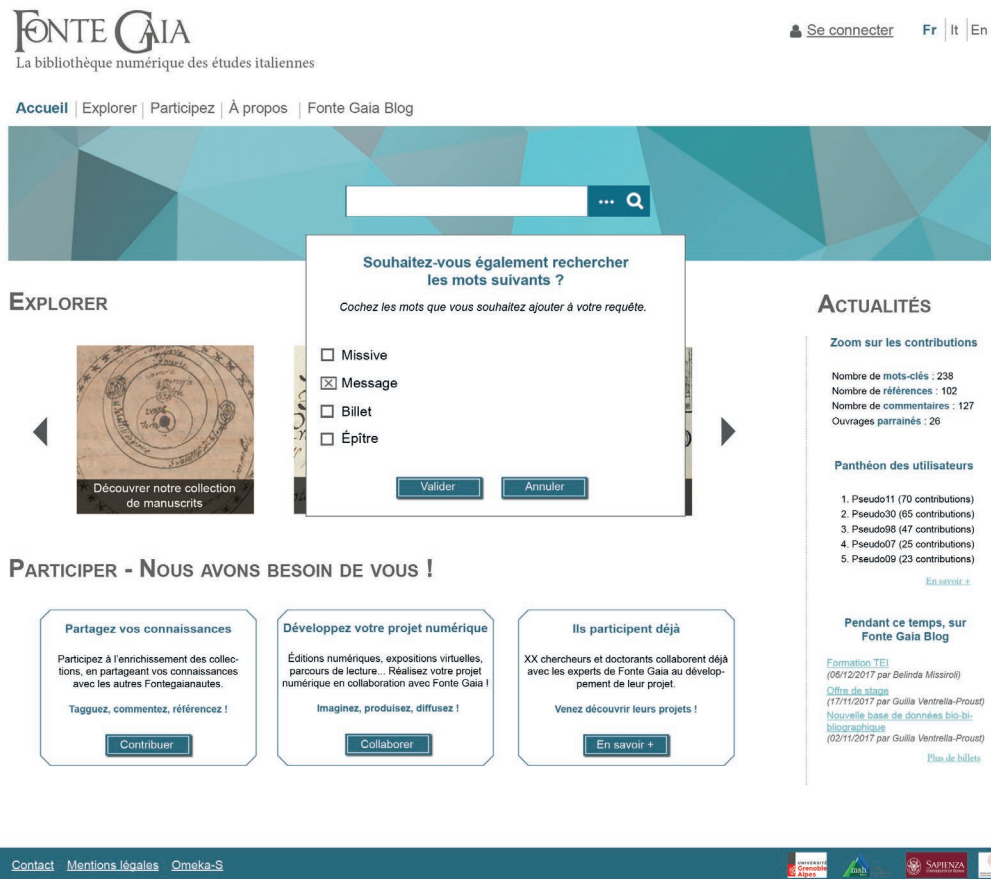 FONTE GAIA
La bibliothèque numérique des études italiennes
Se connecter
Fr | It | En
Accueil | Explorer | Participez | À propos | Fonte Gaia Blog
...
Souhaitez-vous également rechercher
les mots suivants ?
Cochez les mots que vous souhaitez ajouter à votre requête.
Missive
Message
Billet
Épître
Valider
Annuler
EXPLORER
Découvrer notre collection
de manuscrits
PARTICIPER - NOUS AVONS BESOIN DE VOUS !
Partagez vos connaissances
Participez à l'enrichissement des collec-
tions, en partageant vos connaissances
avec les autres Fontegaianautes.
Tagguez, commentez, référencez !
Contribuer
Développez votre projet numérique
Éditions numériques, expositions virtuelles,
parcours de lecture... Réalisez votre projet
numérique en collaboration avec Fonte Gaia !
Imaginez, produisez, diffusez !
Collaborer
Ils participent déjà
XX chercheurs et doctorants collaborent déjà
avec les experts de Fonte Gaia au dévelop-
pement de leur projet.
Venez découvrir leurs projets !
En savoir +
ACTUALITÉS
Zoom sur les contributions
Nombre de mots-clés : 238
Nombre de références : 102
Nombre de commentaires : 127
Ouvrages parrainés : 26
Panthéon des utilisateurs
1. Pseudo11 (70 contributions)
2. Pseudo30 (65 contributions)
3. Pseudo98 (47 contributions)
4. Pseudo07 (25 contributions)
5. Pseudo09 (23 contributions)
En savoir +
Pendant ce temps, sur
Fonte Gaia Blog
Formation TEI
(06/12/2017 par Belinda Missiroli)
Offre de stage
(17/11/2017 par Guilia Ventrella-Proust)
Nouvelle base de données bio-bi-
bliographique
(02/11/2017 par Guilia Ventrella-Proust)
Plus de billets
Contact
Mentions légales
Omeka-S
UNIVERSITÉ
Grenoble
Alpes
msh
SAPIENZA
UNIVERSITÀ DI ROMA